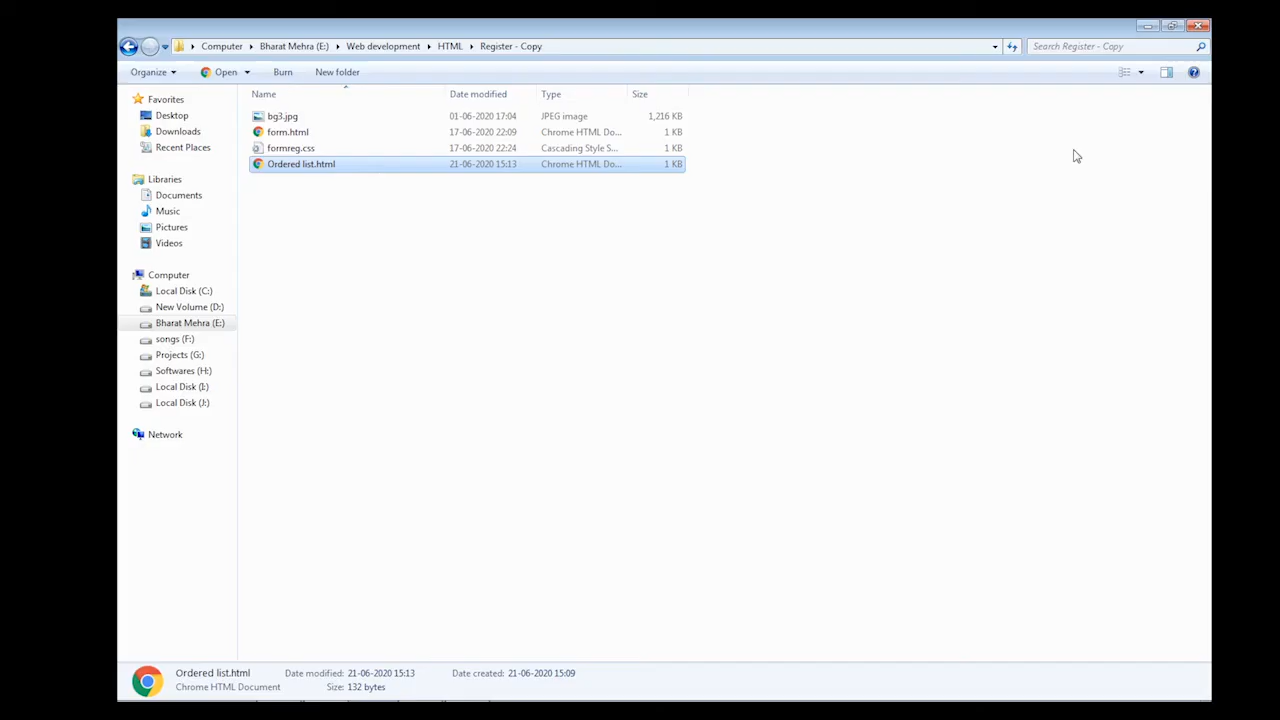 Computer Bharat Mehra (E:) Web development HTML Register - Copy Search Register - Copy
Organize Open Burn New folder
Name Date modified Type Size
Favorites
Desktop
Downloads
Recent Places
Libraries
Documents
Music
Pictures
Videos
Computer
Local Disk (C:)
New Volume (D:)
Bharat Mehra (E:)
songs (F:)
Projects (G:)
Softwares (H:)
Local Disk (I:)
Local Disk (J:)
Network
bg3.jpg 01-06-2020 17:04 JPEG image 1,216 KB
form.html 17-06-2020 22:09 Chrome HTML Do... 1 KB
formreg.css 17-06-2020 22:24 Cascading Style S... 1 KB
Ordered list.html 21-06-2020 15:13 Chrome HTML Do... 1 KB
Ordered list.html Date modified: 21-06-2020 15:13 Date created: 21-06-2020 15:09
Chrome HTML Document Size: 132 bytes